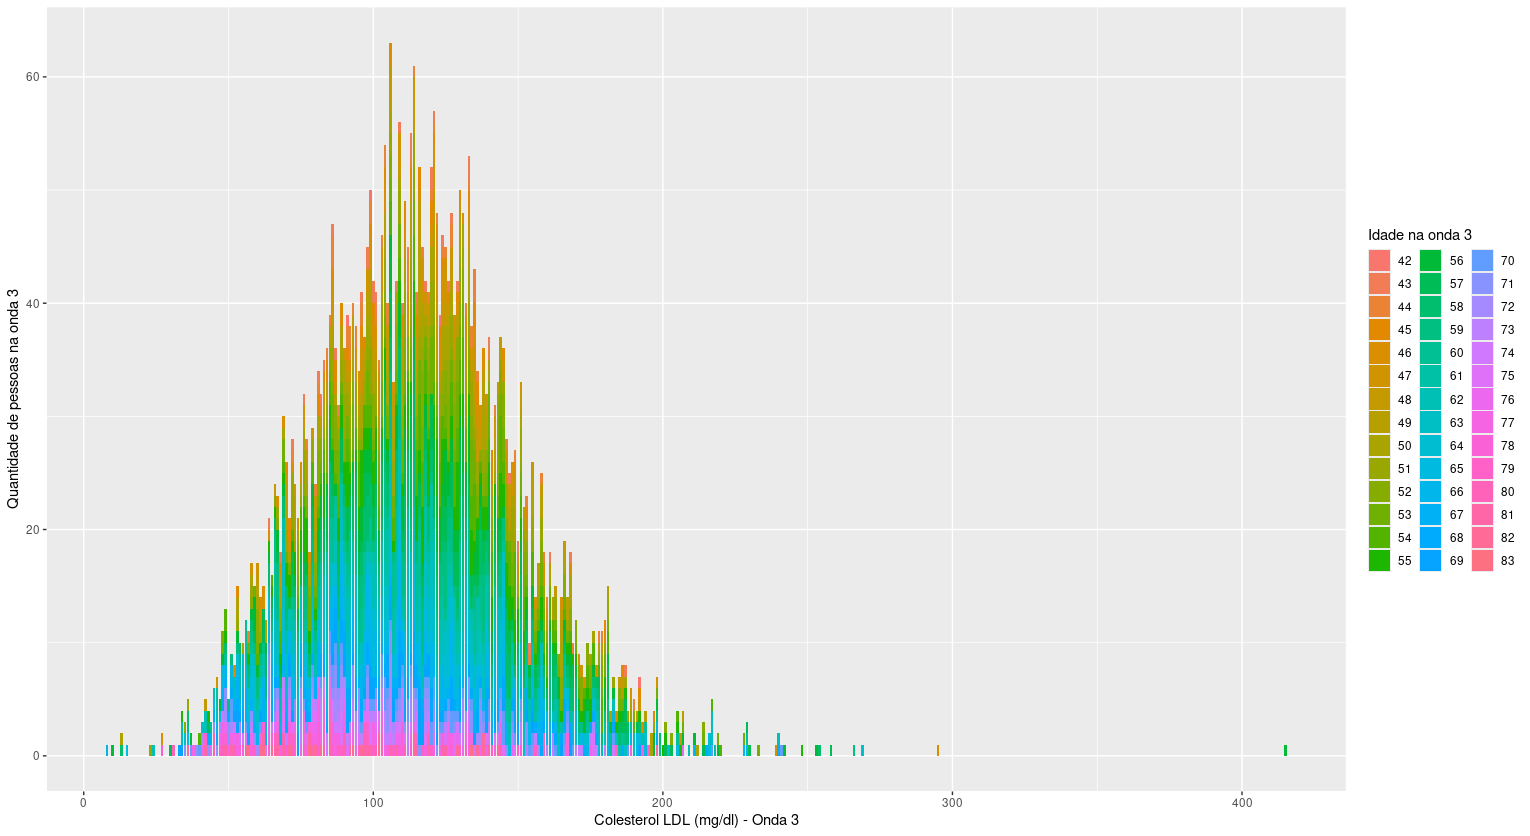 60
40
20
0
Quantidade de pessoas na onda 3
0 100 200 300 400
Colesterol LDL (mg/dl) - Onda 3
Idade na onda 3
42 56 70
43 57 71
44 58 72
45 59 73
46 60 74
47 61 75
48 62 76
49 63 77
50 64 78
51 65 79
52 66 80
53 67 81
54 68 82
55 69 83